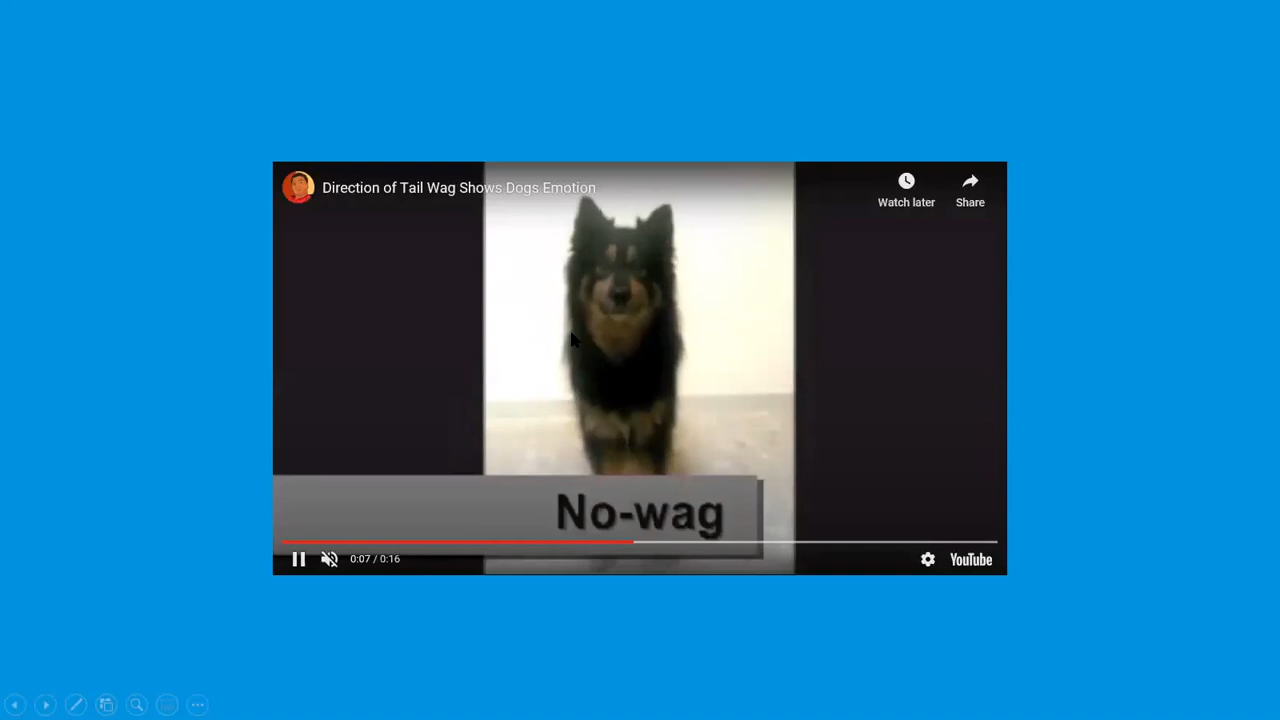 Direction of Tail Wag Shows Dogs Emotion
Watch later
Share
No-wag
0:07 / 0:16
YouTube